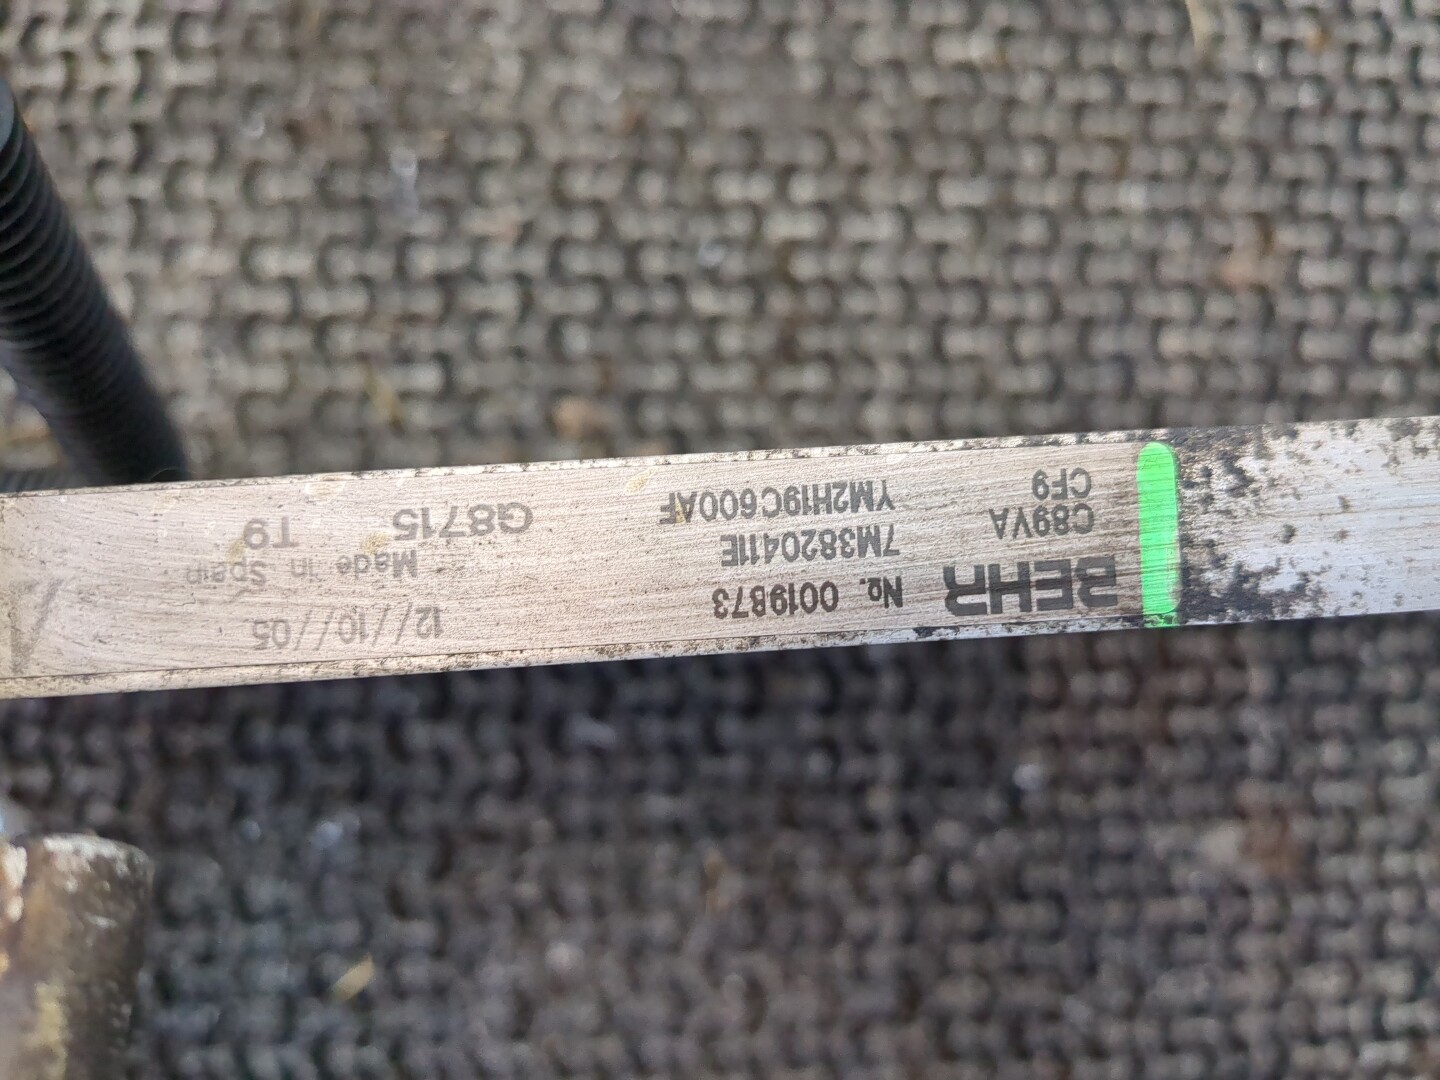 BEHR No. 0019873 12//10//05
C89VA 7M3820411E Made in Spain
CF9 YM2H19C600AF G8715 T9